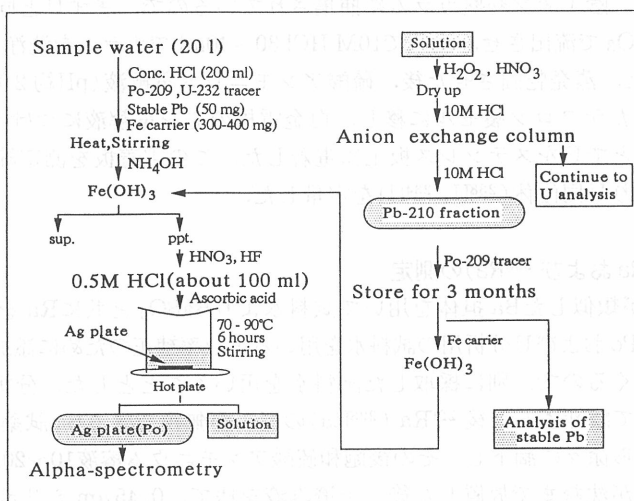 Sample water (20 l)
Conc. HCl (200 ml)
Po-209 ,U-232 tracer
Stable Pb (50 mg)
Fe carrier (300-400 mg)
Heat,Stirring
NH₄OH
Fe(OH)₃
sup.
ppt.
HNO₃, HF
0.5M HCl(about 100 ml)
Ascorbic acid
Ag plate
70 - 90°C
6 hours
Stirring
Hot plate
Ag plate(Po)
Solution
Alpha-spectrometry
Solution
H₂O₂ , HNO₃
Dry up
10M HCl
Anion exchange column
10M HCl
Continue to
U analysis
Pb-210 fraction
Po-209 tracer
Store for 3 months
Fe carrier
Fe(OH)₃
Analysis of
stable Pb